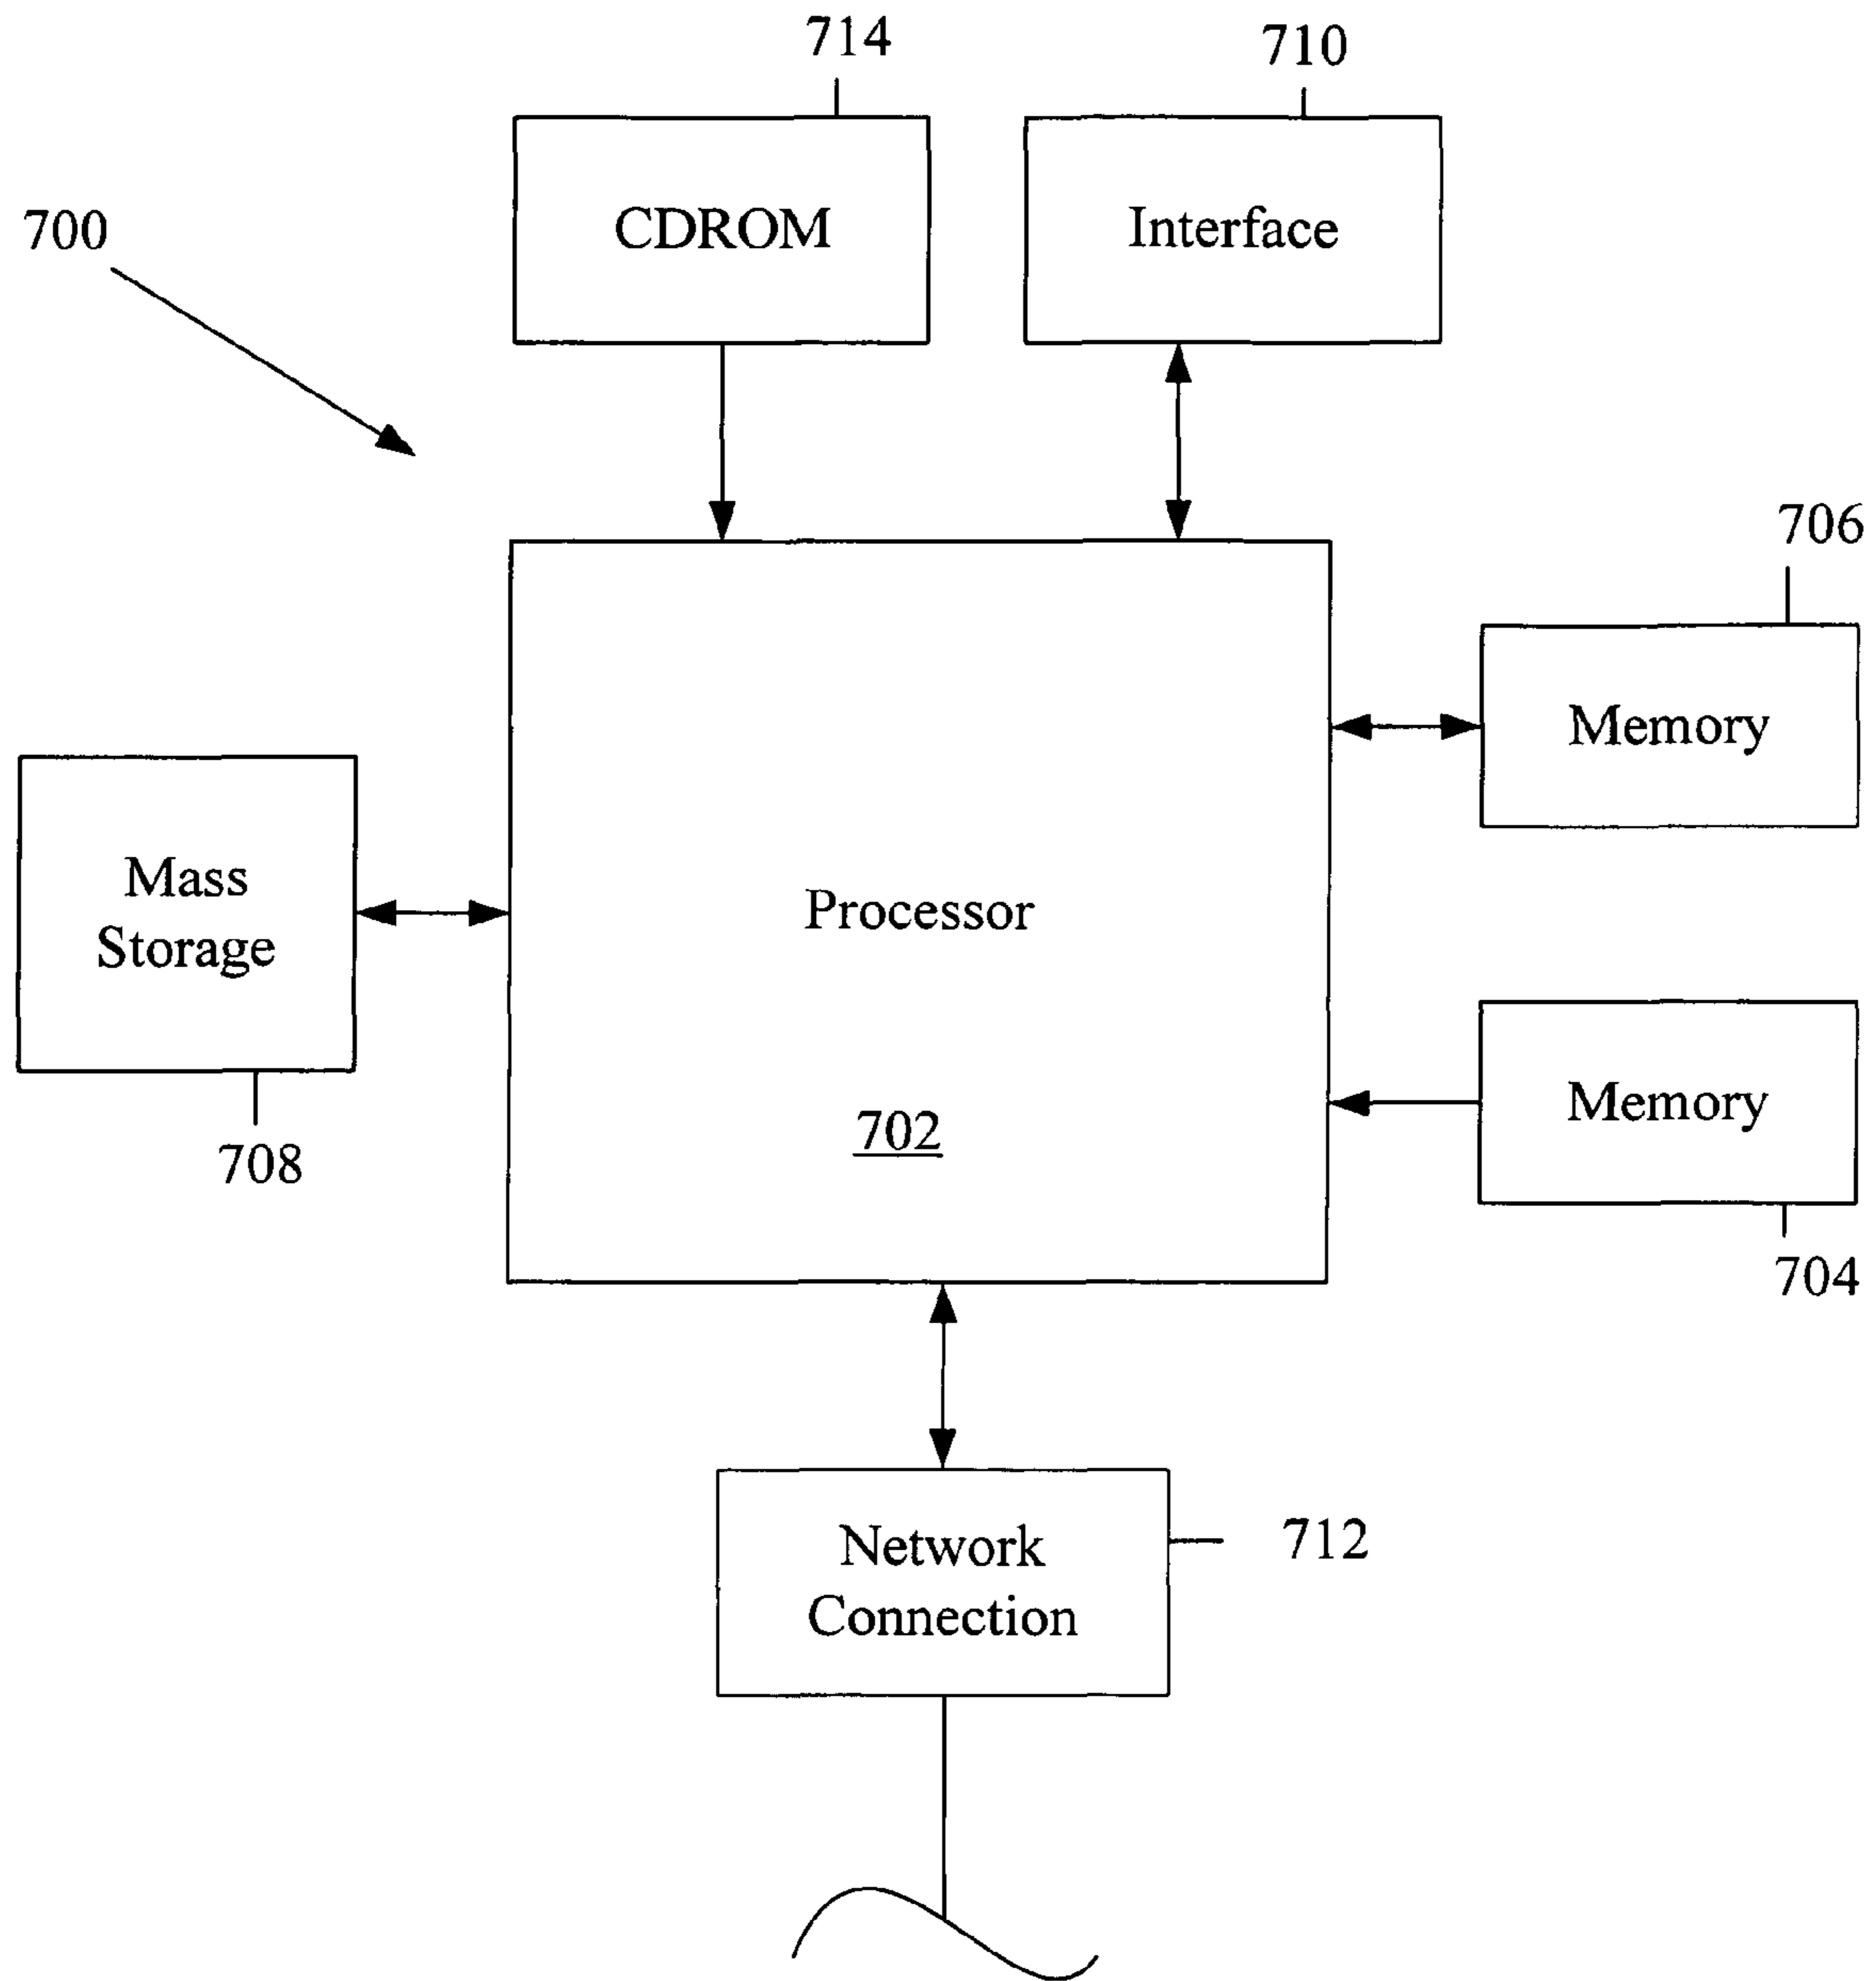 714
710
700
CDROM
Interface
706
Memory
Mass
Storage
Processor
702
Memory
708
704
Network
Connection
712